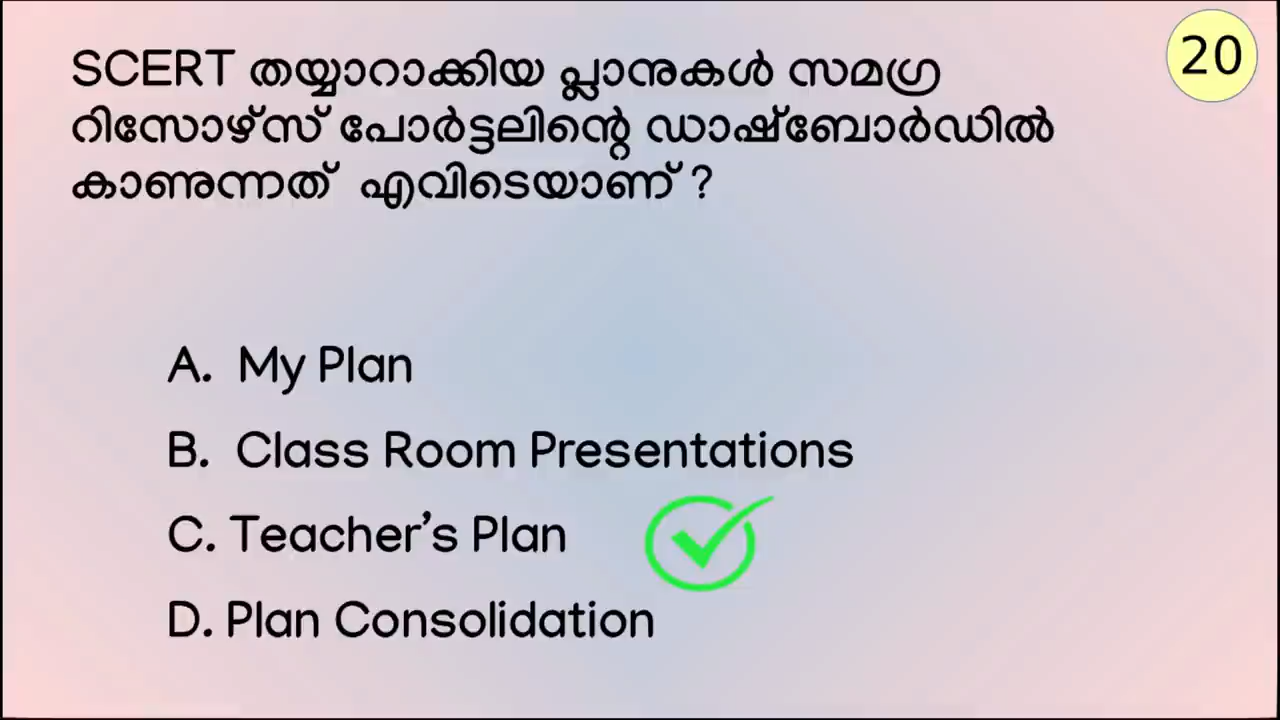 20
SCERT തയ്യാറാക്കിയ പ്ലാനുകൾ സമഗ്ര
റിസോഴ്സ് പോർട്ടലിന്റെ ഡാഷ്ബോർഡിൽ
കാണുന്നത് എവിടെയാണ് ?
A. My Plan
B. Class Room Presentations
C. Teacher’s Plan
D. Plan Consolidation